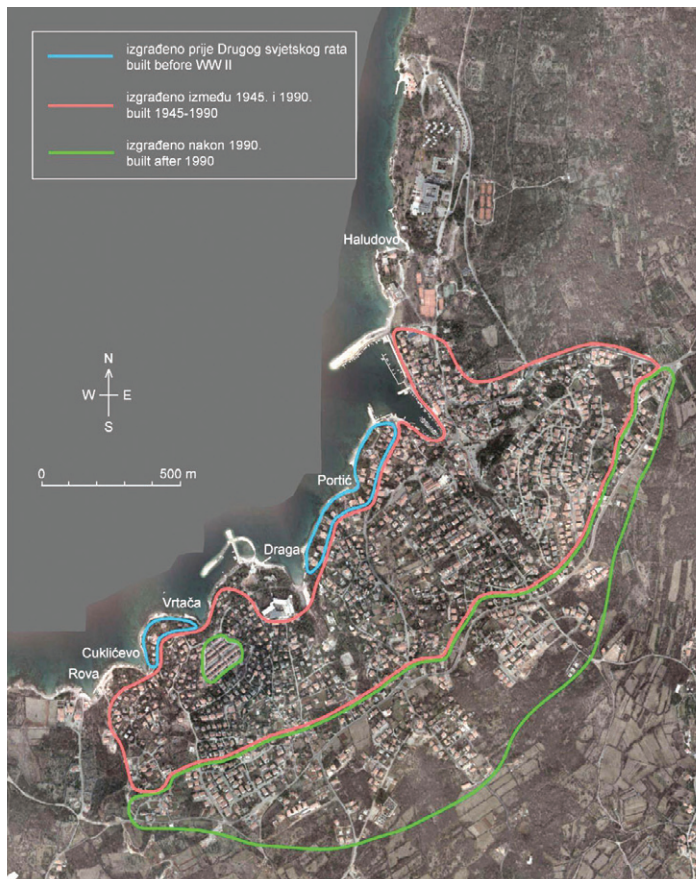 izgrađeno prije Drugog svjetskog rata
built before WW II
izgrađeno između 1945. i 1990.
built 1945-1990
izgrađeno nakon 1990.
built after 1990
Haludovo
N
W E
S
0 500 m
Portić
Draga
Vrtača
Cuklićevo
Rova